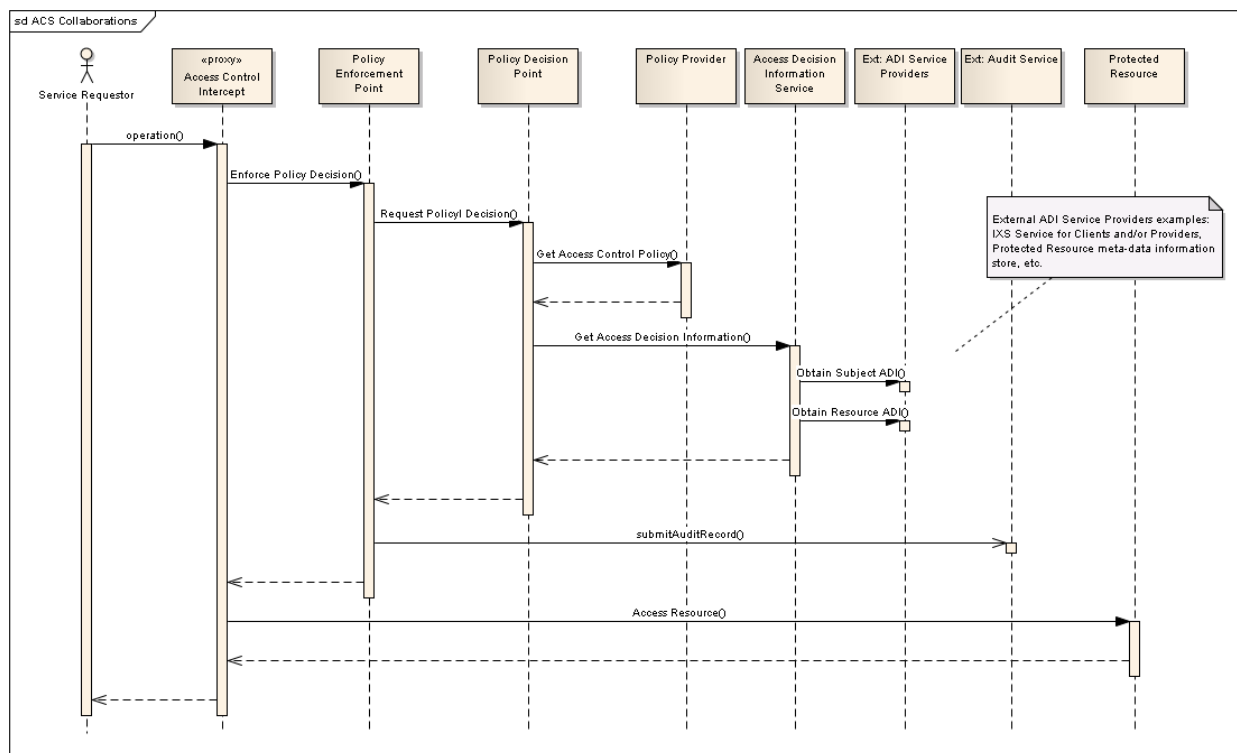 sd ACS Collaborations
Service Requestor
«proxy»
Access Control
Intercept
Policy
Enforcement
Point
Policy Decision
Point
Policy Provider
Access Decision
Information
Service
Ext: ADI Service
Providers
Ext: Audit Service
Protected
Resource
operation()
Enforce Policy Decision()
Request PolicyI Decision()
Get Access Control Policy()
External ADI Service Providers examples:
IXS Service for Clients and/or Providers,
Protected Resource meta-data information
store, etc.
Get Access Decision Information()
Obtain Subject ADI()
Obtain Resource ADI()
submitAuditRecord()
Access Resource()